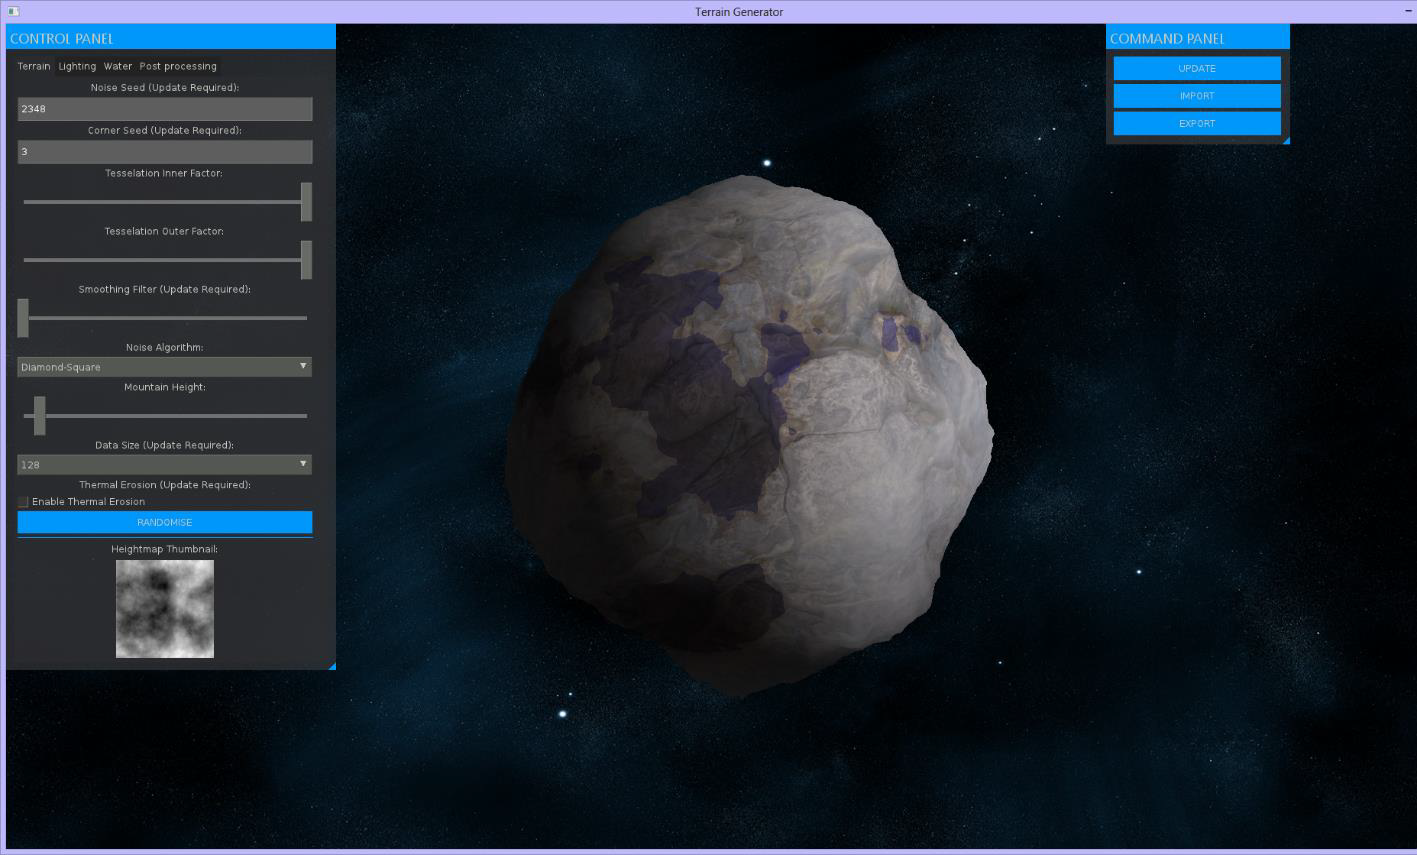 Terrain Generator
CONTROL PANEL
Terrain Lighting Water Post processing
Noise Seed (Update Required):
2348
Corner Seed (Update Required):
3
Tesselation Inner Factor:
Tesselation Outer Factor:
Smoothing Filter (Update Required):
Noise Algorithm:
Diamond-Square
Mountain Height:
Data Size (Update Required):
128
Thermal Erosion (Update Required):
Enable Thermal Erosion
RANDOMISE
Heightmap Thumbnail:
COMMAND PANEL
UPDATE
IMPORT
EXPORT